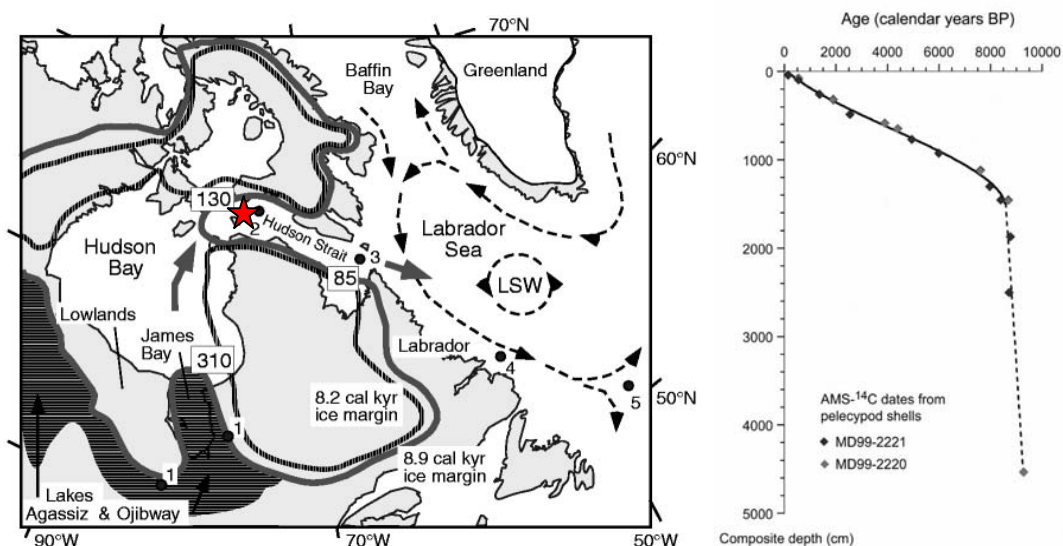 70°N
Baffin
Bay
Greenland
60°N
130
2
Hudson Strait
3
Hudson
Bay
Labrador
Sea
85
LSW
Lowlands
James
Bay
Labrador
310
4
5
8.2 cal kyr
ice margin
50°N
1
8.9 cal kyr
ice margin
1
Lakes
Agassiz & Ojibway
90°W
70°W
50°W
Age (calendar years BP)
0 2000 4000 6000 8000 10000
0
1000
2000
3000
4000
5000
AMS-14C dates from
pelecypod shells
MD99-2221
MD99-2220
Composite depth (cm)